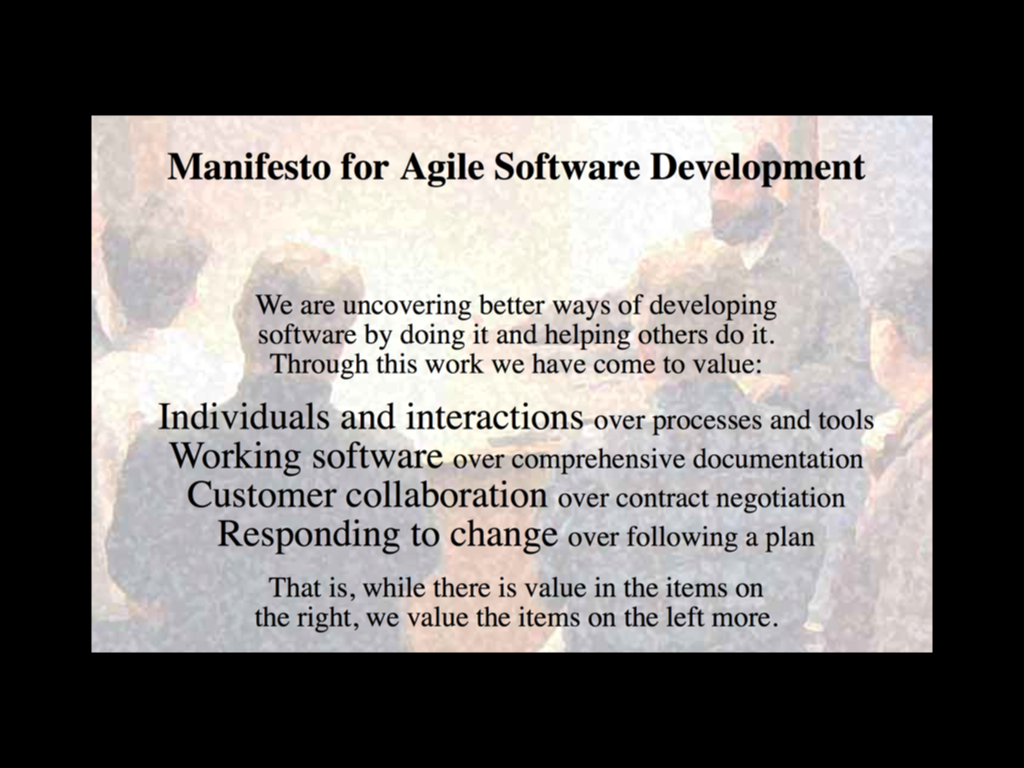 Manifesto for Agile Software Development
We are uncovering better ways of developing
software by doing it and helping others do it.
Through this work we have come to value:
Individuals and interactions over processes and tools
Working software over comprehensive documentation
Customer collaboration over contract negotiation
Responding to change over following a plan
That is, while there is value in the items on
the right, we value the items on the left more.